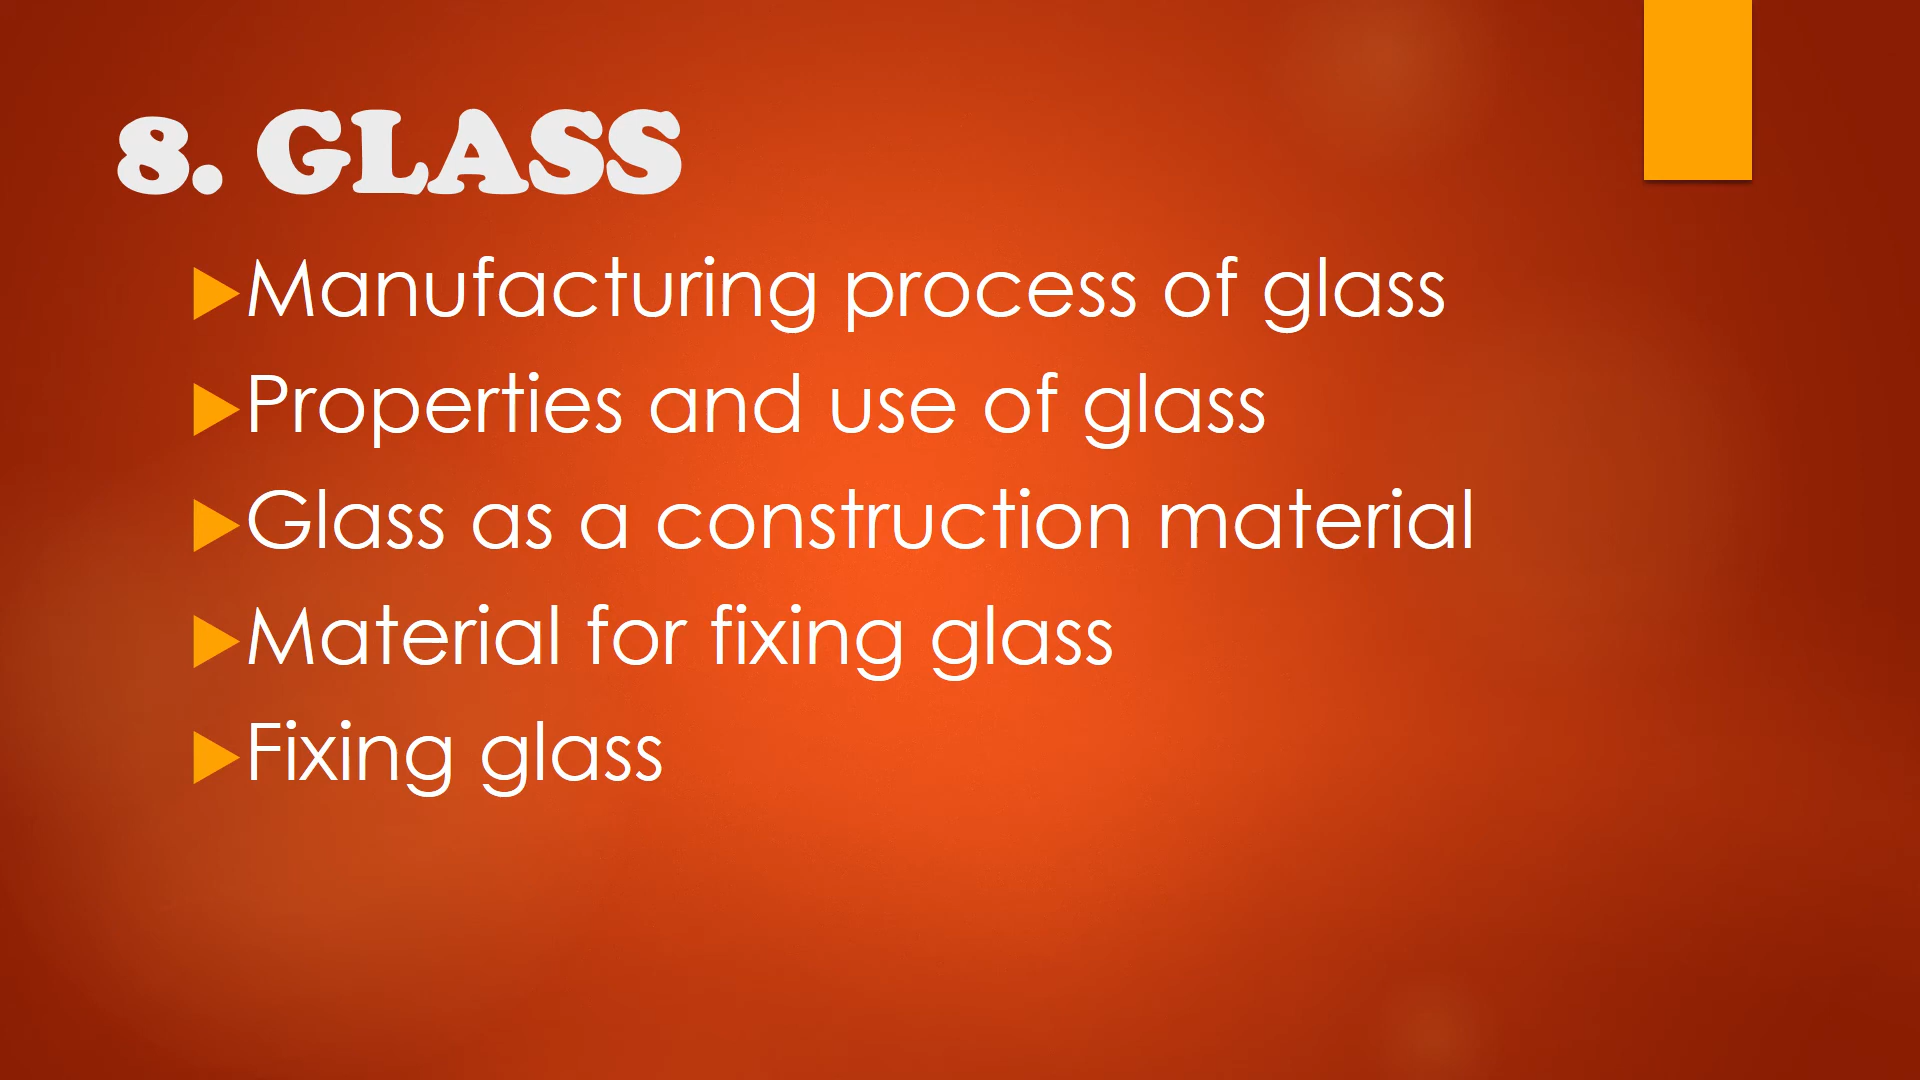 8. GLASS
Manufacturing process of glass
Properties and use of glass
Glass as a construction material
Material for fixing glass
Fixing glass